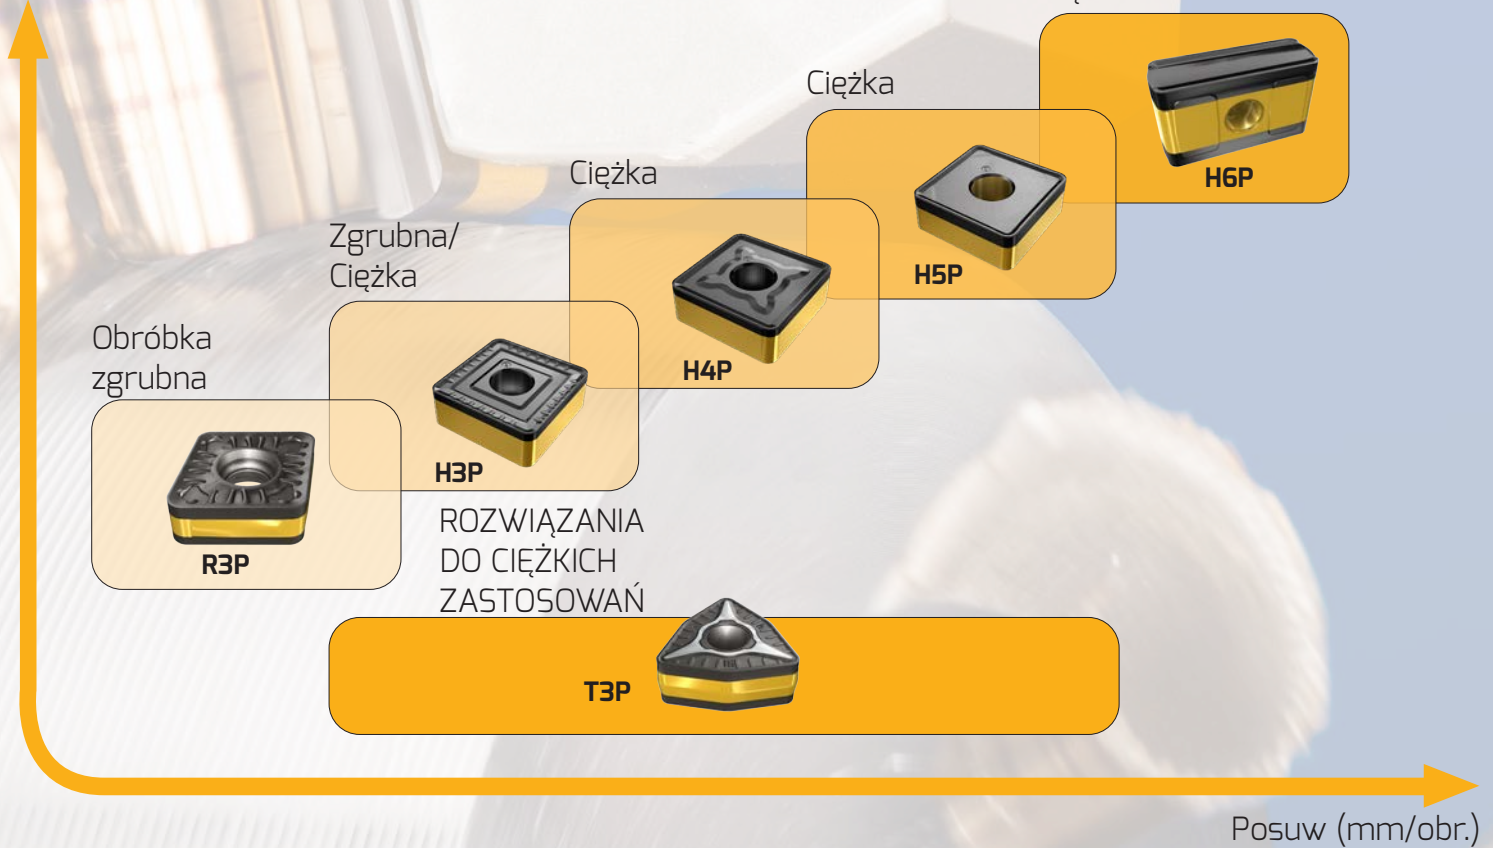 Ciężka
H6P
Ciężka
H5P
Zgrubna/
Ciężka
H4P
Obróbka
zgrubna
H3P
R3P
ROZWIĄZANIA
DO CIĘŻKICH
ZASTOSOWAŃ
T3P
Posuw (mm/obr.)